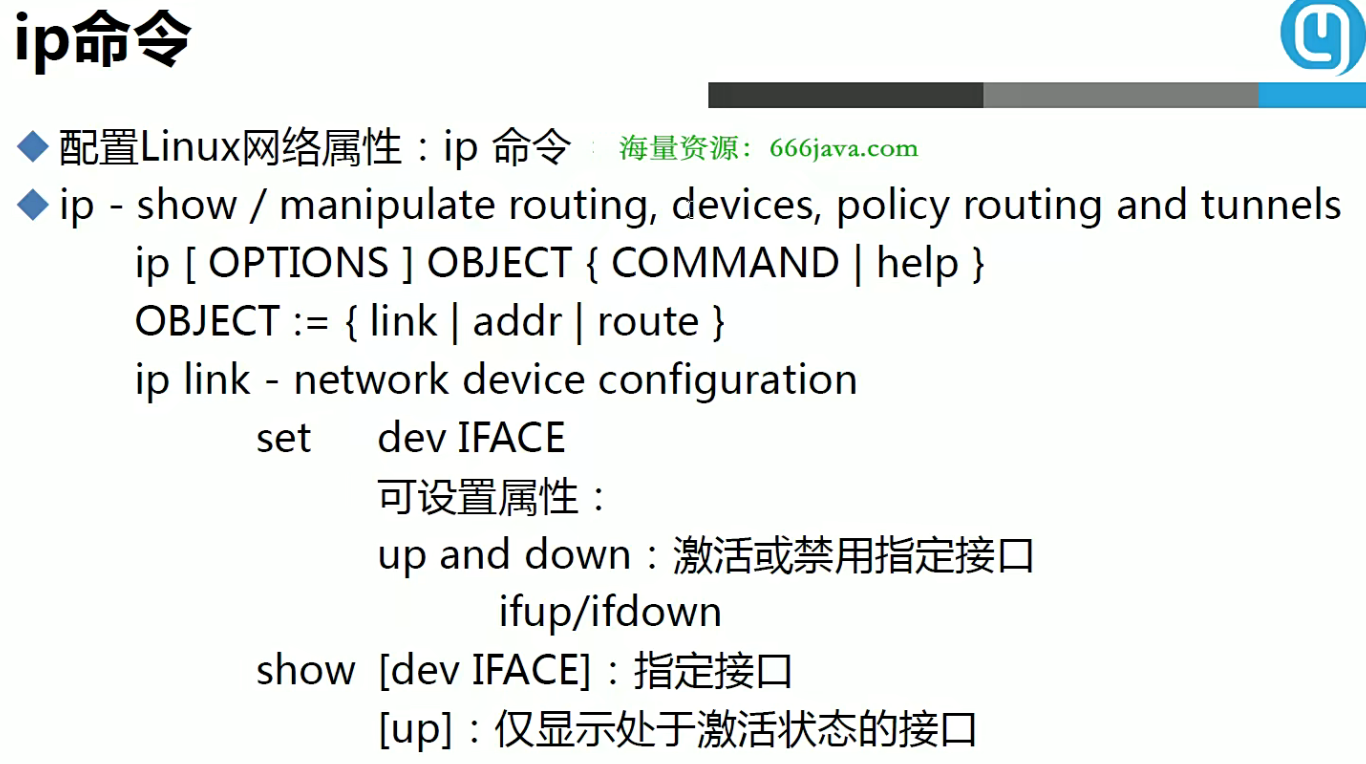 ip命令
配置Linux网络属性：ip 命令
海量资源：666java.com
ip - show / manipulate routing, devices, policy routing and tunnels
ip [ OPTIONS ] OBJECT { COMMAND | help }
OBJECT := { link | addr | route }
ip link - network device configuration
set dev IFACE
可设置属性：
up and down：激活或禁用指定接口
ifup/ifdown
show [dev IFACE]：指定接口
[up]：仅显示处于激活状态的接口